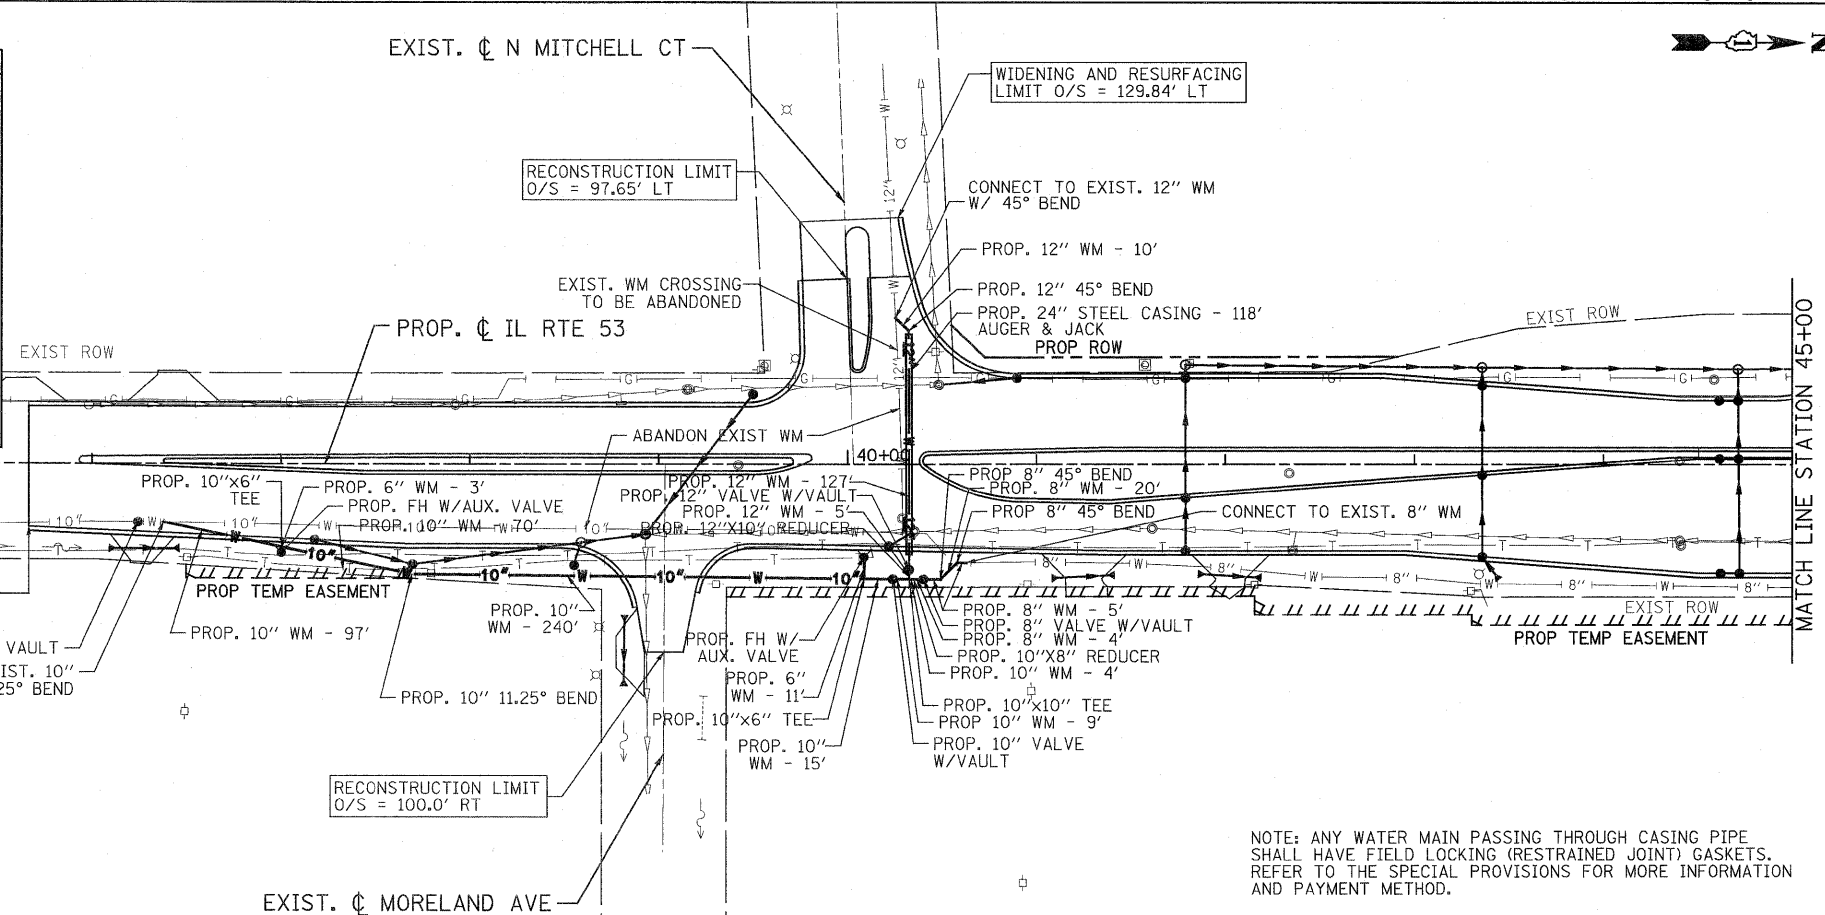 EXIST. ℄ N MITCHELL CT
WIDENING AND RESURFACING
LIMIT O/S = 129.84' LT
RECONSTRUCTION LIMIT
O/S = 97.65' LT
CONNECT TO EXIST. 12" WM
W/ 45° BEND
PROP. 12" WM - 10'
EXIST. WM CROSSING
TO BE ABANDONED
PROP. 12" 45° BEND
PROP. 24" STEEL CASING - 118'
AUGER & JACK
PROP ROW
EXIST ROW
PROP. ℄ IL RTE 53
EXIST ROW
MATCH LINE STATION 45+00
ABANDON EXIST WM
40+00
PROP. 10"x6"
TEE
PROP. 6" WM - 3'
PROP. FH W/AUX. VALVE
PROP. 10" WM - 70'
PROP. 12" WM - 127'
PROP. 12" VALVE W/VAULT
PROP. 12" WM - 5'
PROP. 12"X10" REDUCER
PROP 8" 45° BEND
PROP. 8" WM - 20'
PROP 8" 45° BEND
CONNECT TO EXIST. 8" WM
PROP TEMP EASEMENT
PROP. 10" WM - 97'
PROP. 10"
WM - 240'
VAULT
IST. 10"
25° BEND
PROP. 10" 11.25° BEND
PROP. FH W/
AUX. VALVE
PROP. 6"
WM - 11'
PROP. 10"x6" TEE
PROP. 10"
WM - 15'
PROP. 8" WM - 5'
PROP. 8" VALVE W/VAULT
PROP. 8" WM - 4'
PROP. 10"X8" REDUCER
PROP. 10" WM - 4'
PROP. 10"x10" TEE
PROP 10" WM - 9'
PROP. 10" VALVE
W/VAULT
EXIST ROW
PROP TEMP EASEMENT
RECONSTRUCTION LIMIT
O/S = 100.0' RT
EXIST. ℄ MORELAND AVE
NOTE: ANY WATER MAIN PASSING THROUGH CASING PIPE
SHALL HAVE FIELD LOCKING (RESTRAINED JOINT) GASKETS.
REFER TO THE SPECIAL PROVISIONS FOR MORE INFORMATION
AND PAYMENT METHOD.